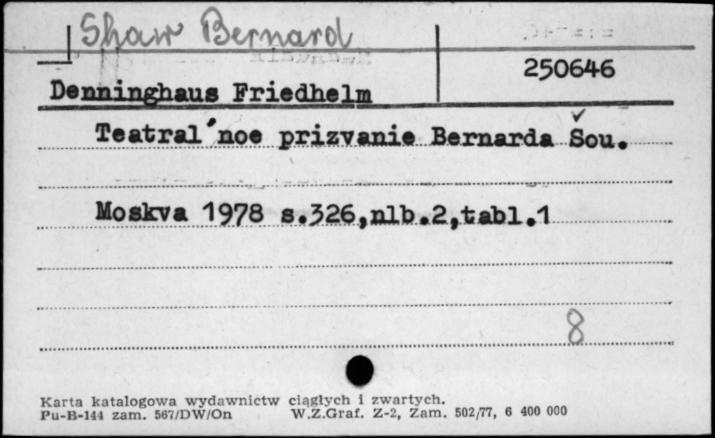 Shaw Bernard
250646
Denninghaus Friedhelm
Teatral'noe prizvanie Bernarda Šou.
Moskva 1978 s.326,nlb.2,tabl.1
8
Karta katalogowa wydawnictw ciągłych i zwartych.
Pu-B-144 zam. 567/DW/On W.Z.Graf. Z-2, Zam. 502/77, 6 400 000